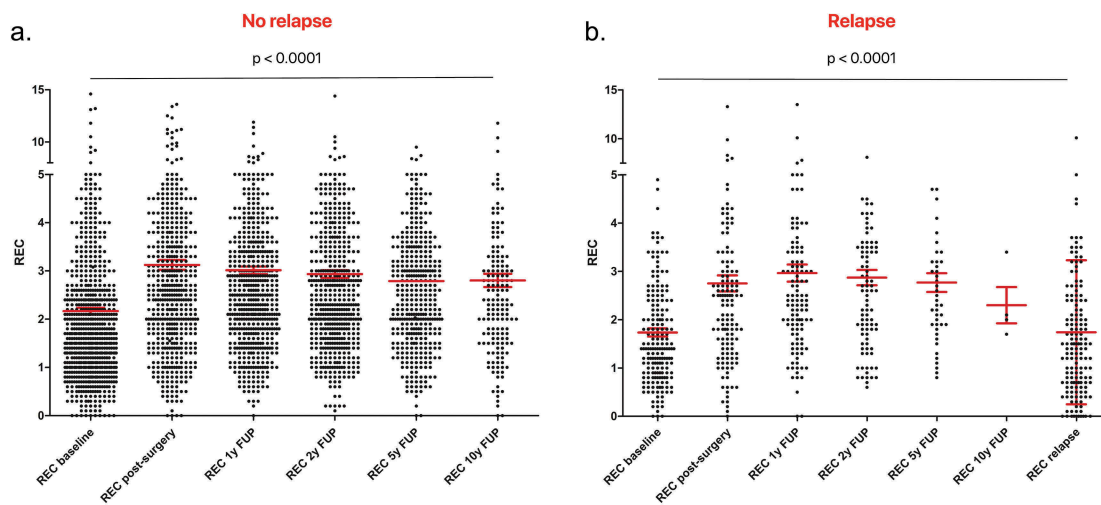 a.
No relapse
p < 0.0001
REC
15
10
5
4
3
2
1
0
REC baseline
REC post-surgery
REC 1y FUP
REC 2y FUP
REC 5y FUP
REC 10y FUP
b.
Relapse
p < 0.0001
REC
15
10
5
4
3
2
1
0
REC baseline
REC post-surgery
REC 1y FUP
REC 2y FUP
REC 5y FUP
REC 10y FUP
REC relapse